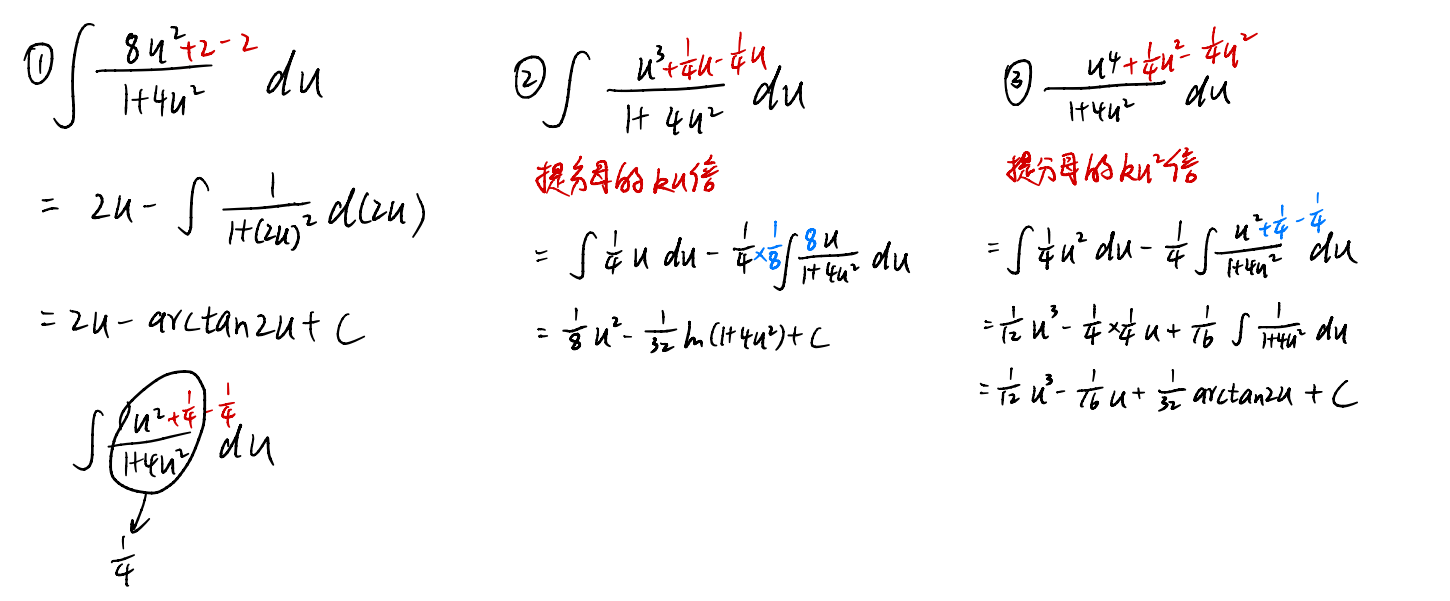 ① ∫ (8u²+2-2)/(1+4u²) du
= 2u - ∫ 1/(1+(2u)²) d(2u)
= 2u - arctan2u + C
∫ (u²+1/4-1/4)/(1+4u²) du
1/4
② ∫ (u³+1/4u-1/4u)/(1+4u²) du
提分母的ku倍
= ∫ 1/4 u du - 1/4×1/8 ∫ 8u/(1+4u²) du
= 1/8 u² - 1/32 ln(1+4u²)+C
③ (u⁴+1/4u²-1/4u²)/(1+4u²) du
提分母的ku²倍
= ∫ 1/4 u² du - 1/4 ∫ (u²+1/4-1/4)/(1+4u²) du
= 1/12 u³ - 1/4×1/4 u + 1/16 ∫ 1/(1+4u²) du
= 1/12 u³ - 1/16 u + 1/32 arctan2u + C